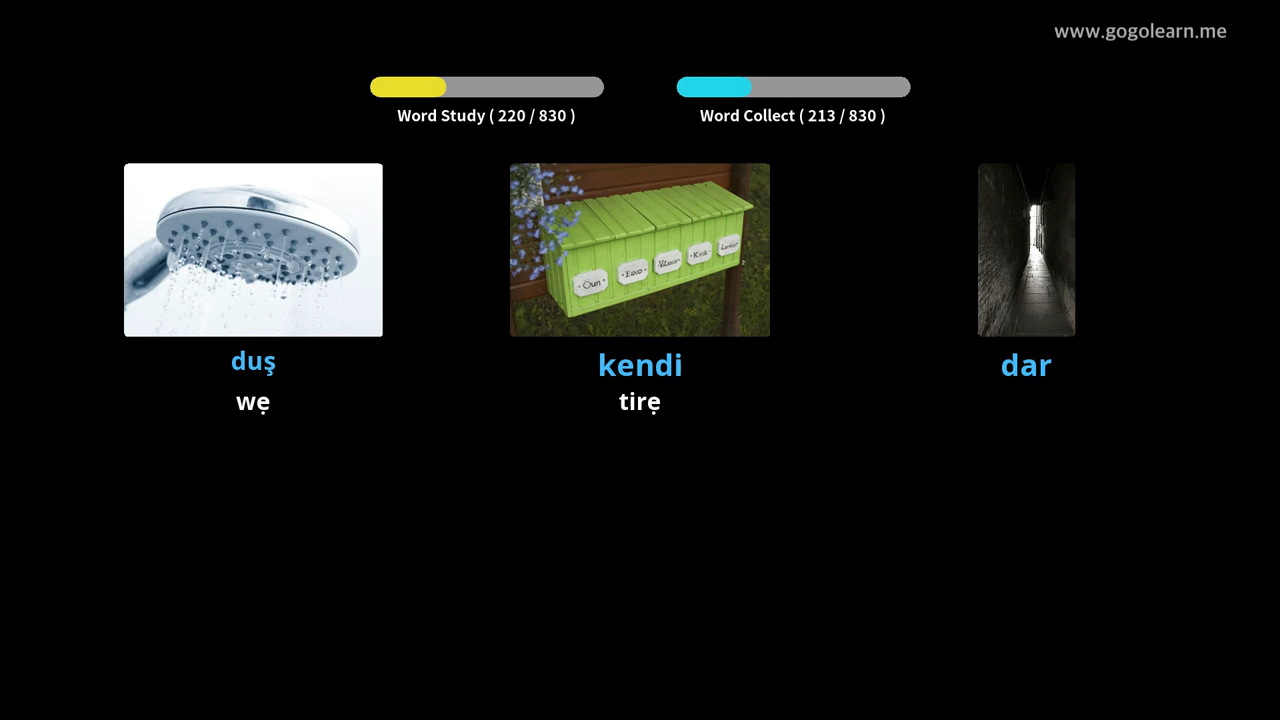 www.gogolearn.me
Word Study ( 220 / 830 )
Word Collect ( 213 / 830 )
duş
wẹ
kendi
tirẹ
dar